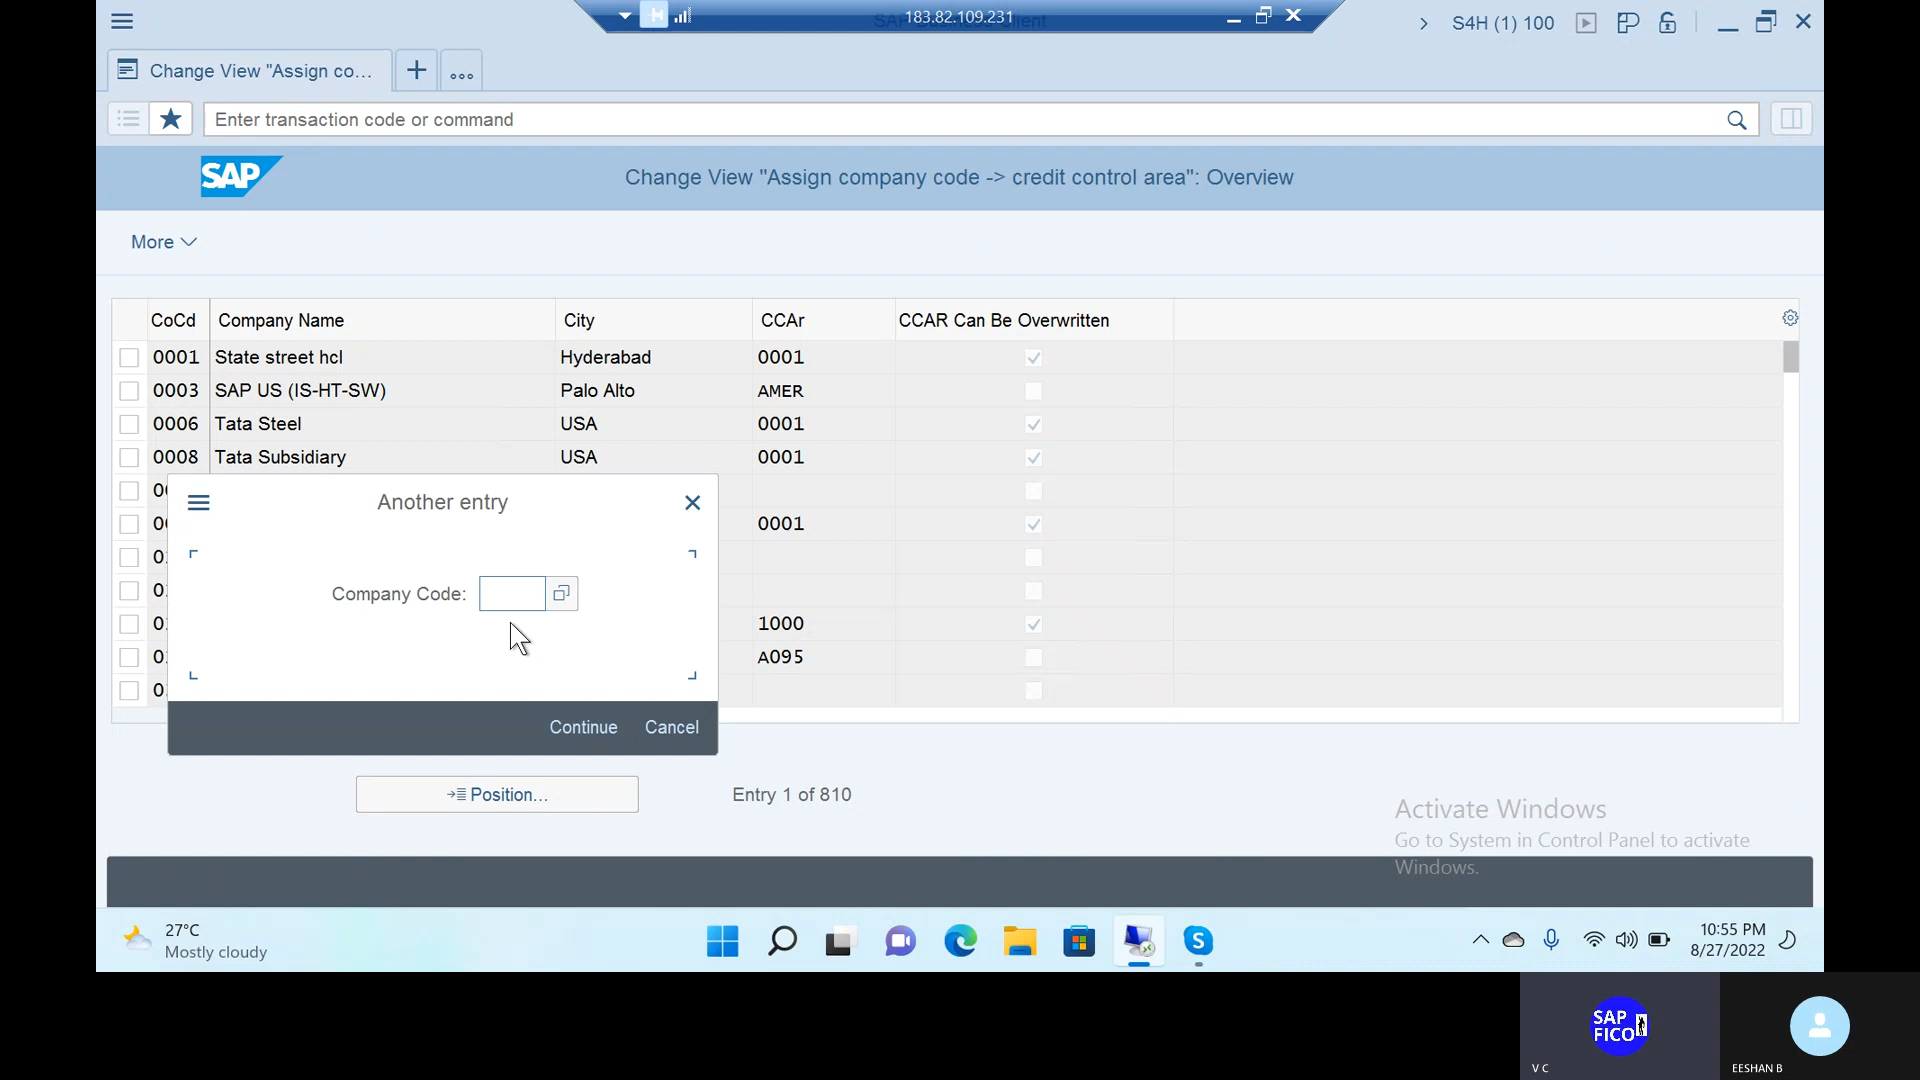 183.82.109.231
S4H (1) 100
Change View "Assign co...
Enter transaction code or command
SAP
Change View "Assign company code -> credit control area": Overview
More
CoCd Company Name City CCAr CCAR Can Be Overwritten
0001 State street hcl Hyderabad 0001
0003 SAP US (IS-HT-SW) Palo Alto AMER
0006 Tata Steel USA 0001
0008 Tata Subsidiary USA 0001
Another entry
0001
Company Code:
1000
A095
Continue Cancel
Position...
Entry 1 of 810
Activate Windows
Go to System in Control Panel to activate
Windows.
27°C
Mostly cloudy
10:55 PM
8/27/2022
SAP
FICO
V C
EESHAN B